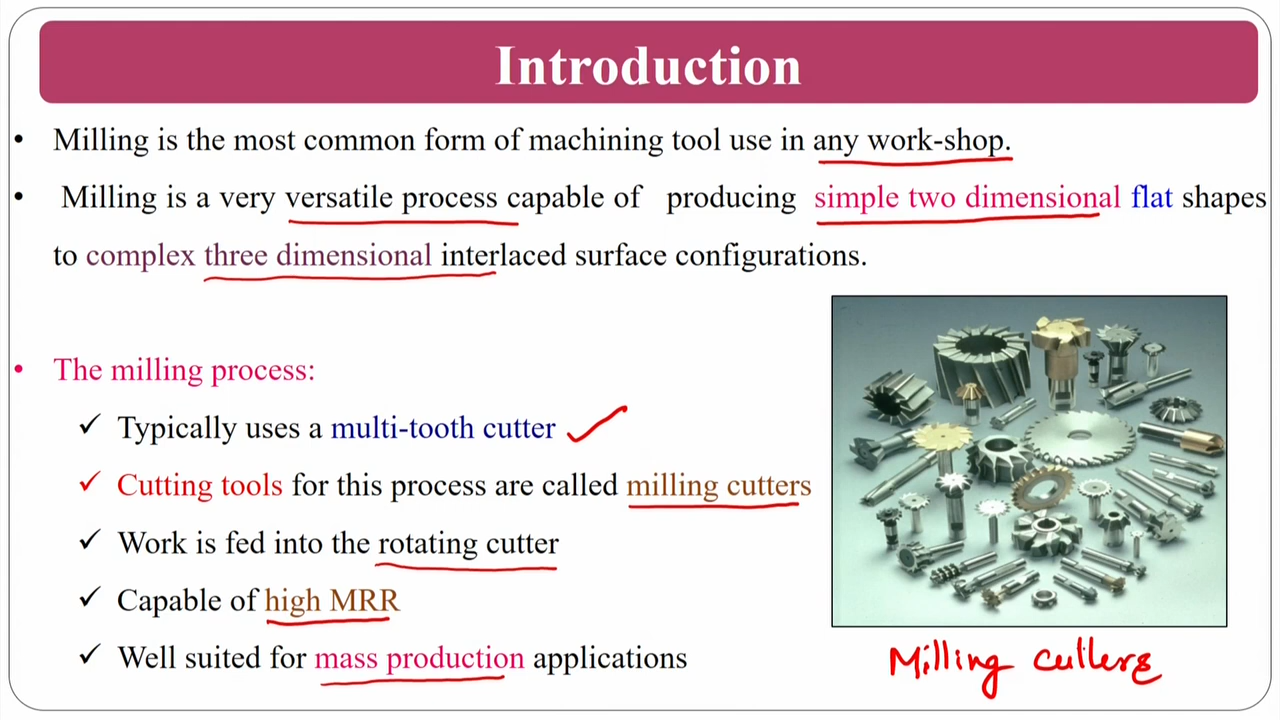 Introduction
• Milling is the most common form of machining tool use in any work-shop.
• Milling is a very versatile process capable of producing simple two dimensional flat shapes
to complex three dimensional interlaced surface configurations.
• The milling process:
✓ Typically uses a multi-tooth cutter
✓ Cutting tools for this process are called milling cutters
✓ Work is fed into the rotating cutter
✓ Capable of high MRR
✓ Well suited for mass production applications
Milling cutters